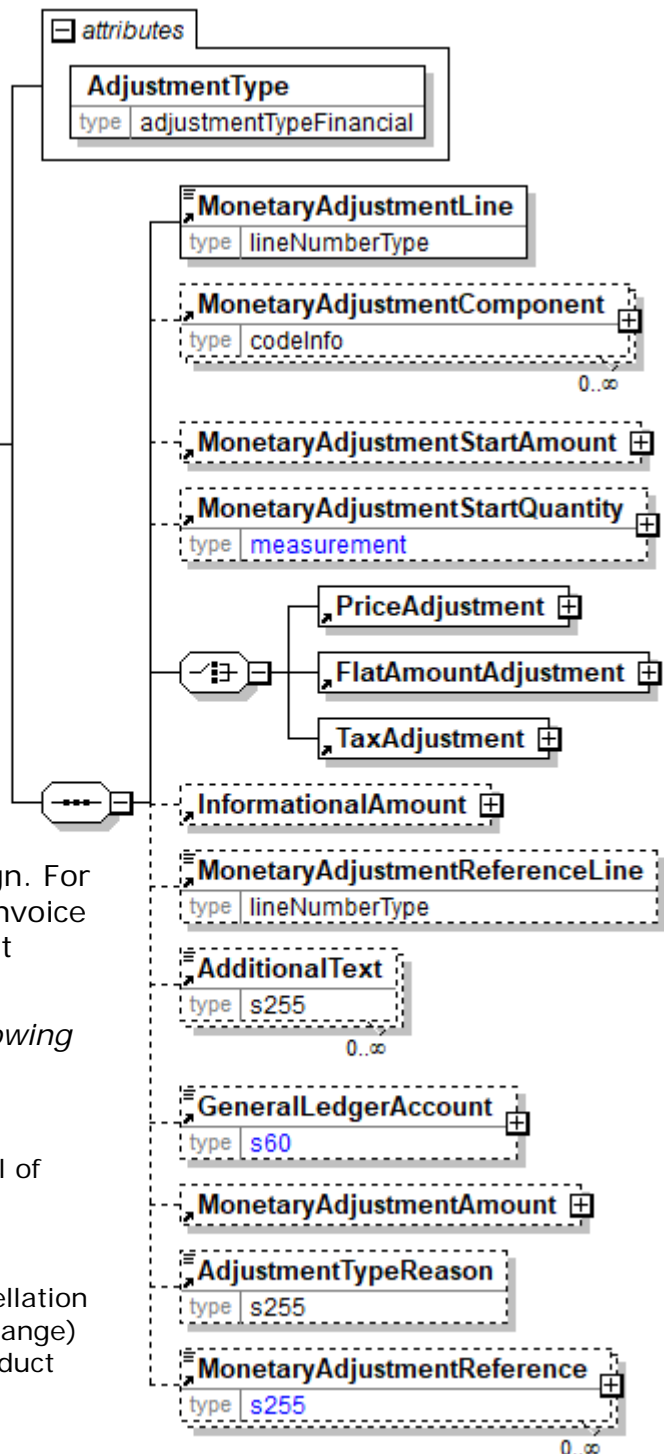 attributes
AdjustmentType
type adjustmentTypeFinancial
MonetaryAdjustmentLine
type lineNumberType
MonetaryAdjustmentComponent
type codeInfo
0..∞
MonetaryAdjustmentStartAmount
MonetaryAdjustmentStartQuantity
type measurement
PriceAdjustment
FlatAmountAdjustment
TaxAdjustment
InformationalAmount
MonetaryAdjustmentReferenceLine
type lineNumberType
AdditionalText
type s255
0..∞
GeneralLedgerAccount
type s60
MonetaryAdjustmentAmount
AdjustmentTypeReason
type s255
MonetaryAdjustmentReference
type s255
0..∞
gn. For
nvoice
t
owing
l of
ellation
ange)
duct